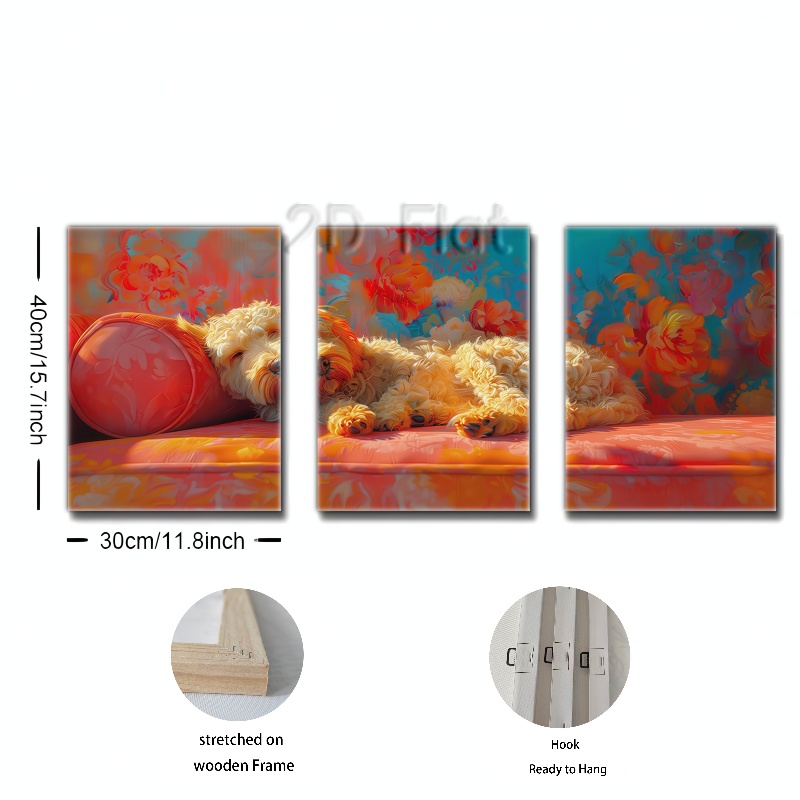 2D Flat
40cm/15.7inch
30cm/11.8inch
stretched on
wooden Frame
Hook
Ready to Hang